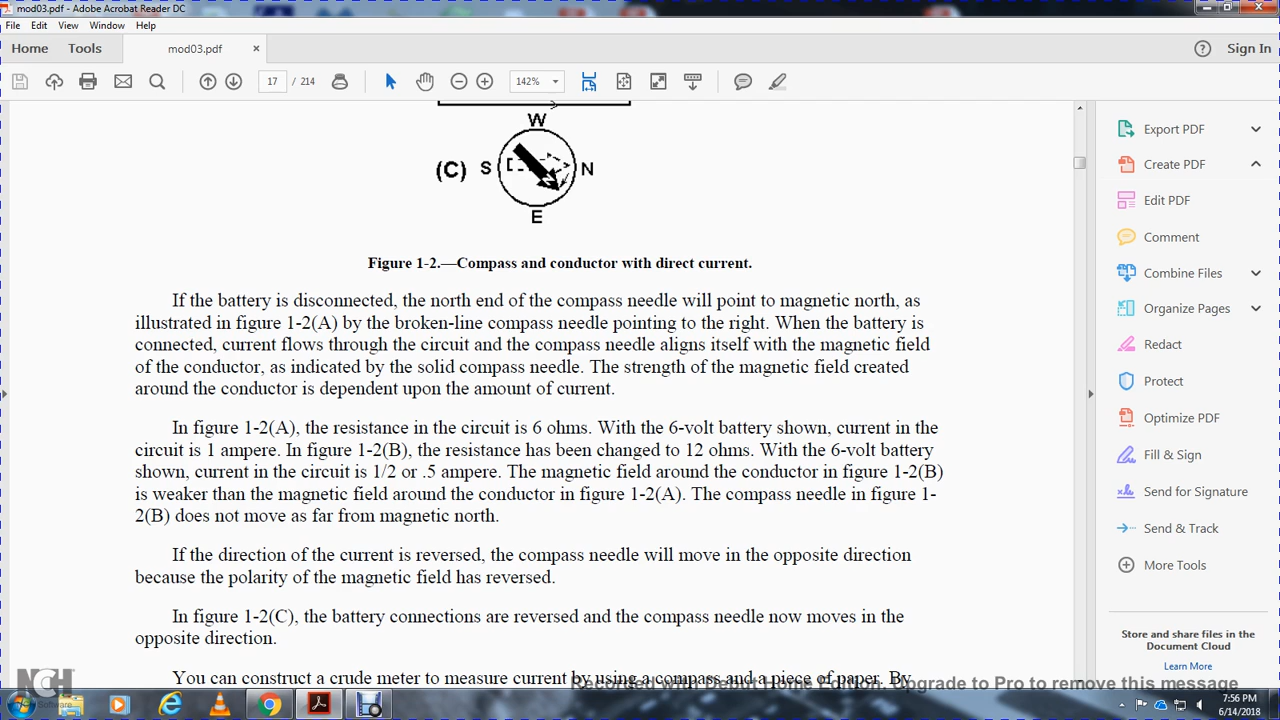 mod03.pdf - Adobe Acrobat Reader DC
File Edit View Window Help
Home Tools mod03.pdf × Sign In
17 / 214 142%
W
(C) S N
E
Figure 1-2.—Compass and conductor with direct current.
If the battery is disconnected, the north end of the compass needle will point to magnetic north, as
illustrated in figure 1-2(A) by the broken-line compass needle pointing to the right. When the battery is
connected, current flows through the circuit and the compass needle aligns itself with the magnetic field
of the conductor, as indicated by the solid compass needle. The strength of the magnetic field created
around the conductor is dependent upon the amount of current.
In figure 1-2(A), the resistance in the circuit is 6 ohms. With the 6-volt battery shown, current in the
circuit is 1 ampere. In figure 1-2(B), the resistance has been changed to 12 ohms. With the 6-volt battery
shown, current in the circuit is 1/2 or .5 ampere. The magnetic field around the conductor in figure 1-2(B)
is weaker than the magnetic field around the conductor in figure 1-2(A). The compass needle in figure 1-
2(B) does not move as far from magnetic north.
If the direction of the current is reversed, the compass needle will move in the opposite direction
because the polarity of the magnetic field has reversed.
In figure 1-2(C), the battery connections are reversed and the compass needle now moves in the
opposite direction.
You can construct a crude meter to measure current by using a compass and a piece of paper. By
Export PDF
Create PDF
Edit PDF
Comment
Combine Files
Organize Pages
Redact
Protect
Optimize PDF
Fill & Sign
Send for Signature
Send & Track
More Tools
Store and share files in the
Document Cloud
Learn More
NCH
Software
Upgrade to Pro to remove this message
7:56 PM
6/14/2018